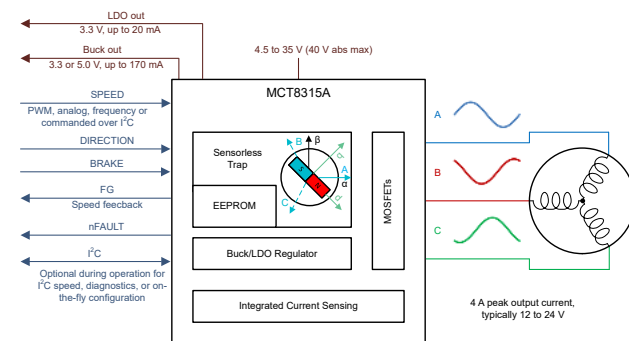 LDO out
3.3 V, up to 20 mA
Buck out
3.3 or 5.0 V, up to 170 mA
4.5 to 35 V (40 V abs max)
SPEED
PWM, analog, frequency or
commanded over I²C
DIRECTION
BRAKE
FG
Speed feecback
nFAULT
I²C
Optional during operation for
I²C speed, diagnostics, or on-
the-fly configuration
MCT8315A
Sensorless
Trap
EEPROM
β
B
q
A
α
C
d
MOSFETs
Buck/LDO Regulator
Integrated Current Sensing
A
B
C
4 A peak output current,
typically 12 to 24 V